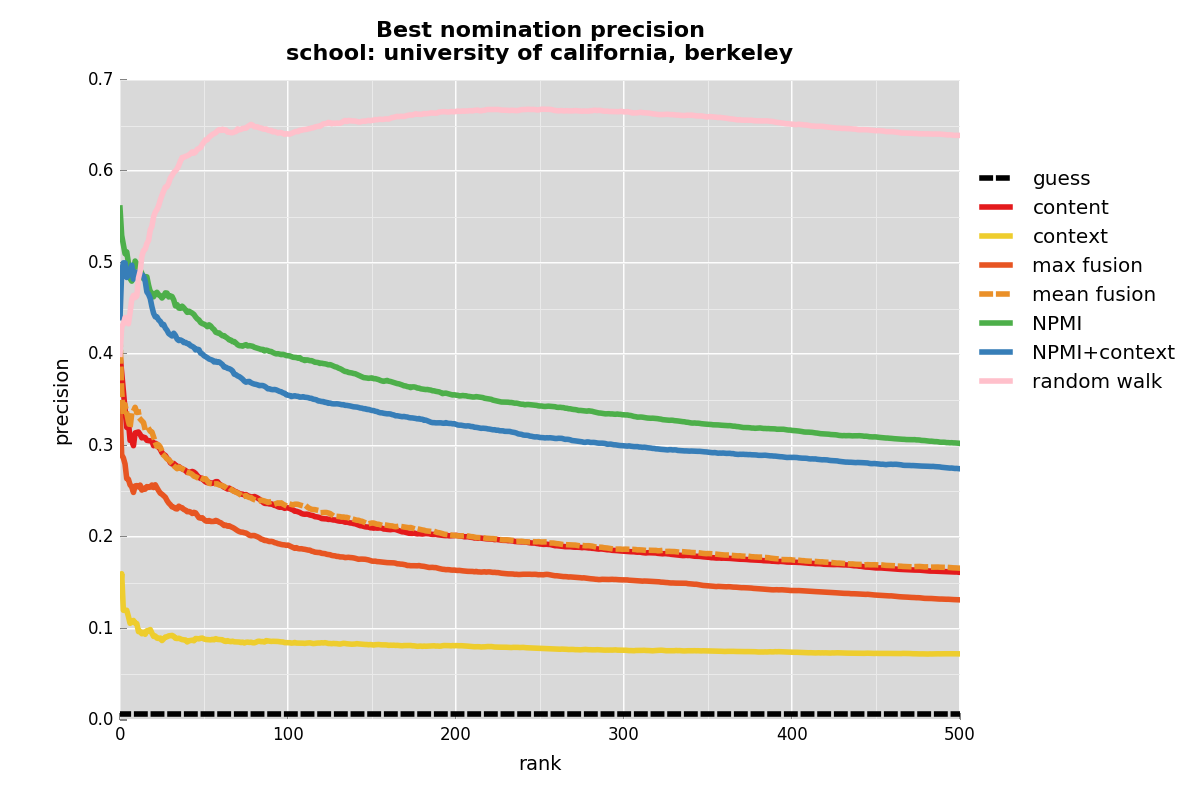 Best nomination precision
school: university of california, berkeley
precision
0.7
0.6
0.5
0.4
0.3
0.2
0.1
0.0
0
100
200
300
400
500
rank
guess
content
context
max fusion
mean fusion
NPMI
NPMI+context
random walk